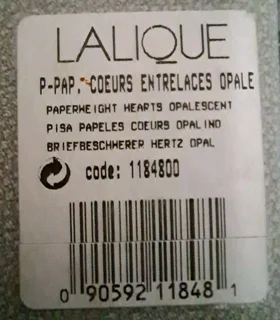 LALIQUE
P-PAP. COEURS ENTRELACES OPALE
PAPERWEIGHT HEARTS OPALESCENT
PISA PAPELES COEURS OPALINO
BRIEFBESCHWERER HERTZ OPAL
code: 1184800
0 90592 11848 1